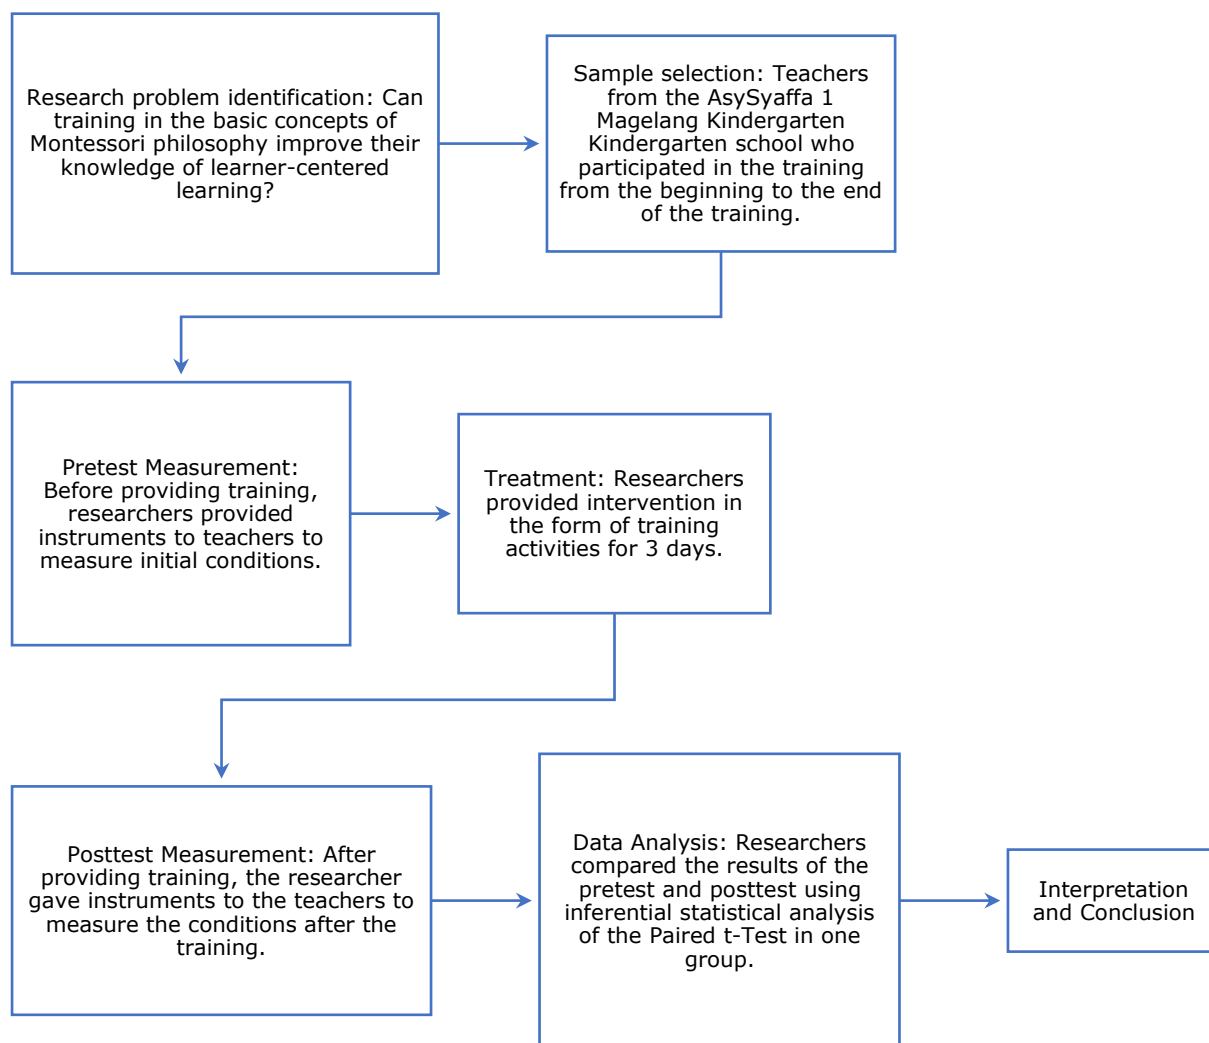 Research problem identification: Can
training in the basic concepts of
Montessori philosophy improve their
knowledge of learner-centered
learning?
Sample selection: Teachers
from the AsySyaffa 1
Magelang Kindergarten
Kindergarten school who
participated in the training
from the beginning to the end
of the training.
Pretest Measurement:
Before providing training,
researchers provided
instruments to teachers to
measure initial conditions.
Treatment: Researchers
provided intervention in
the form of training
activities for 3 days.
Posttest Measurement: After
providing training, the researcher
gave instruments to the teachers to
measure the conditions after the
training.
Data Analysis: Researchers
compared the results of the
pretest and posttest using
inferential statistical analysis
of the Paired t-Test in one
group.
Interpretation
and Conclusion